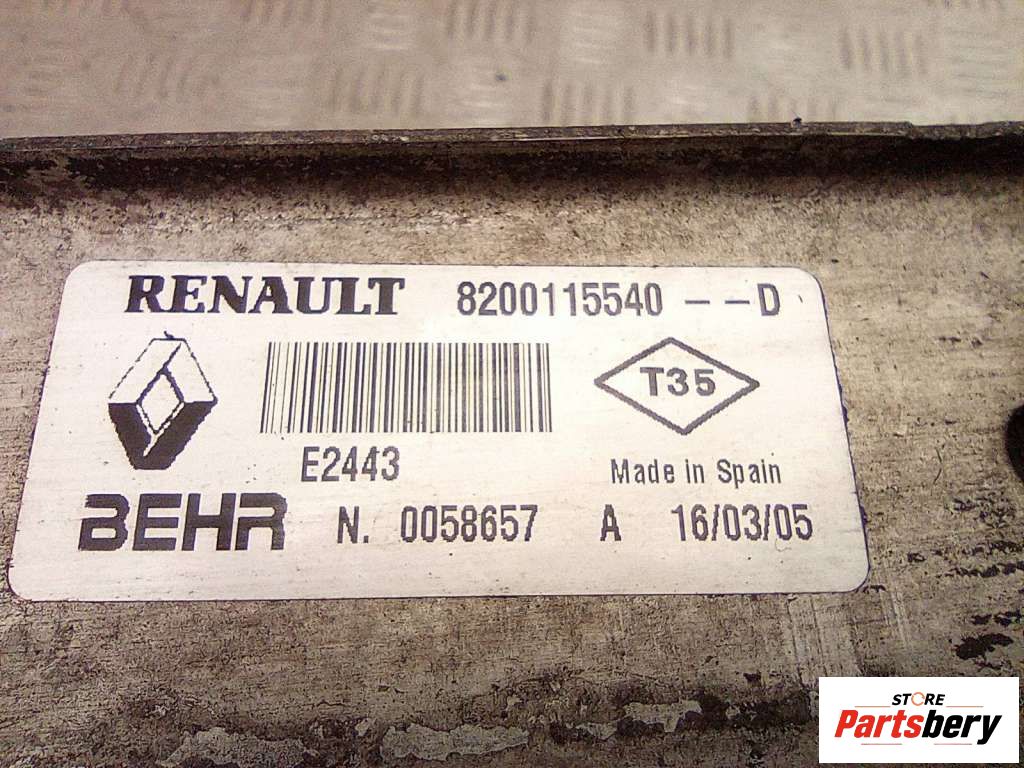 RENAULT 8200115540 -- D
T35
E2443
Made in Spain
BEHR N. 0058657 A 16/03/05
STORE
Partsbery